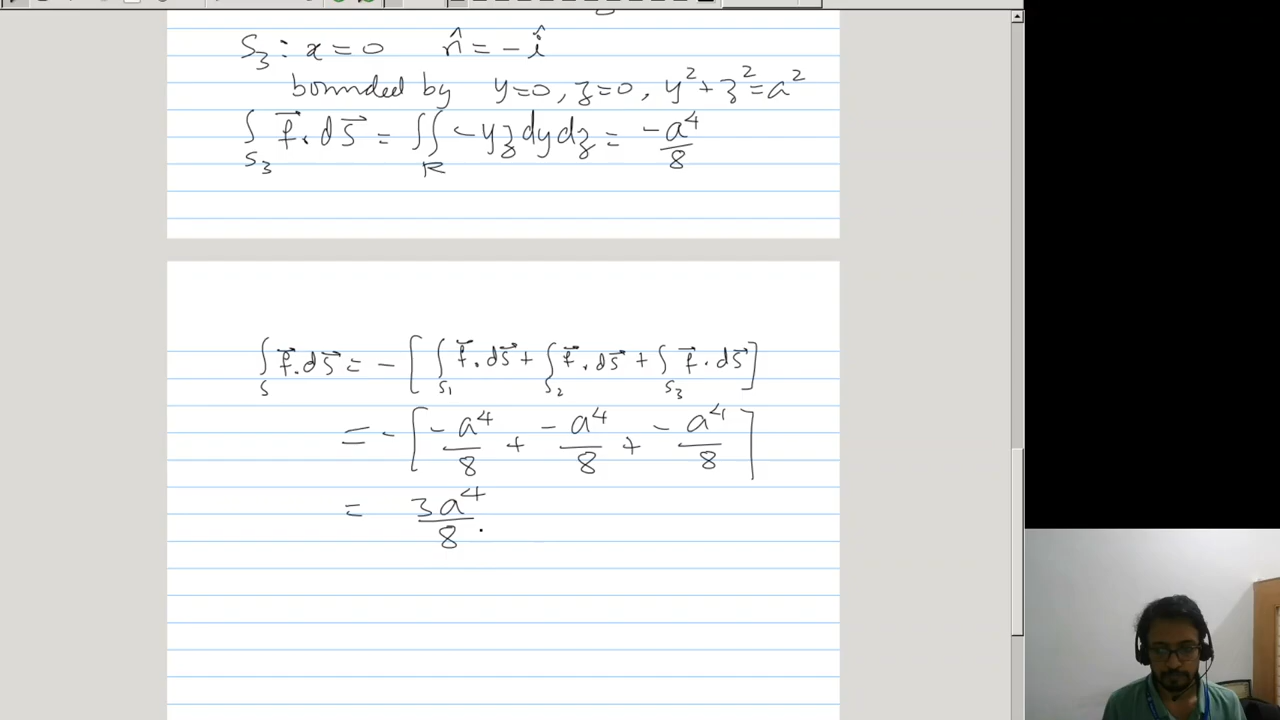 S₃ : x = 0   n̂ = − î
bounded by y=0, z=0, y² + z² = a²
∫_{S₃} f⃗ . ds⃗ = ∬_R − yz dy dz = −a⁴/8
∫_S f⃗ . ds⃗ = − [ ∫_{S₁} f⃗ . ds⃗ + ∫_{S₂} f⃗ . ds⃗ + ∫_{S₃} f⃗ . ds⃗ ]
= − [ −a⁴/8 + −a⁴/8 + −a⁴/8 ]
= 3a⁴/8 .